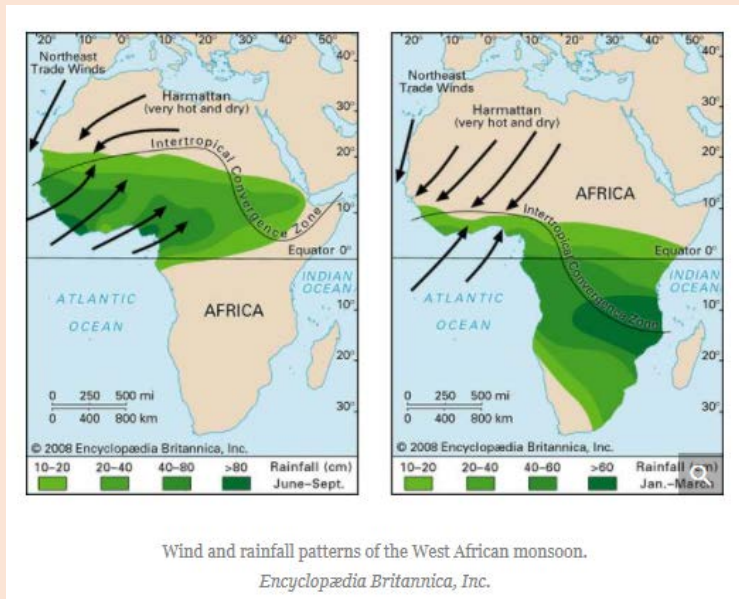 20° 10° 0° 10° 20° 30° 50°
40°
Northeast
Trade Winds
Harmattan
(very hot and dry)
30°
Intertropical Convergence Zone
20°
10°
Equator 0°
INDIAN
OCEAN
ATLANTIC
OCEAN
AFRICA
10°
20°
0 250 500 mi
0 400 800 km
30°
© 2008 Encyclopædia Britannica, Inc.
10–20 20–40 40–80 >80 Rainfall (cm)
June–Sept.
20° 10° 0° 10° 20° 30° 50°
40°
Northeast
Trade Winds
Harmattan
(very hot and dry)
30°
20°
AFRICA
10°
Intertropical Convergence Zone
Equator 0°
INDIAN
OCEAN
ATLANTIC
OCEAN
10°
20°
0 250 500 mi
0 400 800 km
30°
© 2008 Encyclopædia Britannica, Inc.
10–20 20–40 40–60 >60 Rainfall
Jan.–March
Wind and rainfall patterns of the West African monsoon.
Encyclopædia Britannica, Inc.